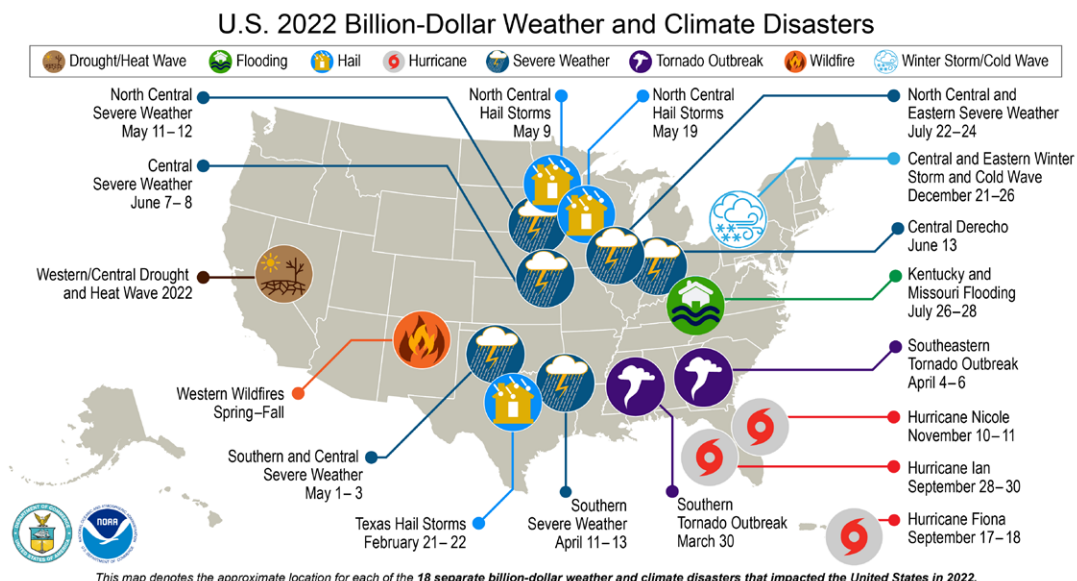 U.S. 2022 Billion-Dollar Weather and Climate Disasters
Drought/Heat Wave
Flooding
Hail
Hurricane
Severe Weather
Tornado Outbreak
Wildfire
Winter Storm/Cold Wave
North Central
Severe Weather
May 11–12
North Central
Hail Storms
May 9
North Central
Hail Storms
May 19
North Central and
Eastern Severe Weather
July 22–24
Central
Severe Weather
June 7–8
Central and Eastern Winter
Storm and Cold Wave
December 21–26
Central Derecho
June 13
Western/Central Drought
and Heat Wave 2022
Kentucky and
Missouri Flooding
July 26–28
Southeastern
Tornado Outbreak
April 4–6
Western Wildfires
Spring–Fall
Hurricane Nicole
November 10–11
Southern and Central
Severe Weather
May 1–3
Hurricane Ian
September 28–30
Texas Hail Storms
February 21–22
Southern
Severe Weather
April 11–13
Southern
Tornado Outbreak
March 30
Hurricane Fiona
September 17–18
NOAA
This map denotes the approximate location for each of the 18 separate billion-dollar weather and climate disasters that impacted the United States in 2022.